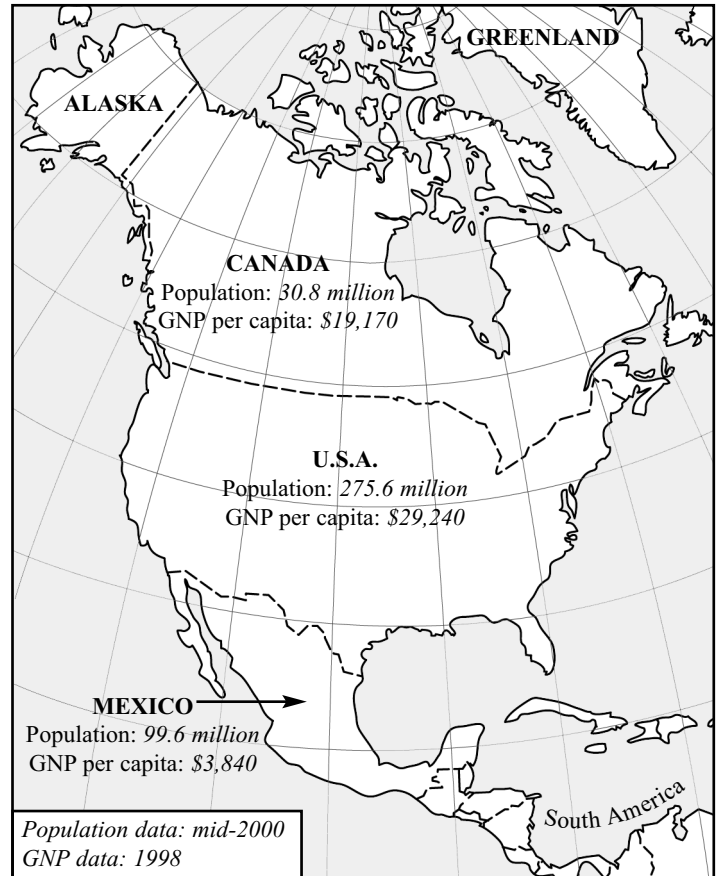 GREENLAND
ALASKA
CANADA
Population: 30.8 million
GNP per capita: $19,170
U.S.A.
Population: 275.6 million
GNP per capita: $29,240
MEXICO
Population: 99.6 million
GNP per capita: $3,840
South America
Population data: mid-2000
GNP data: 1998